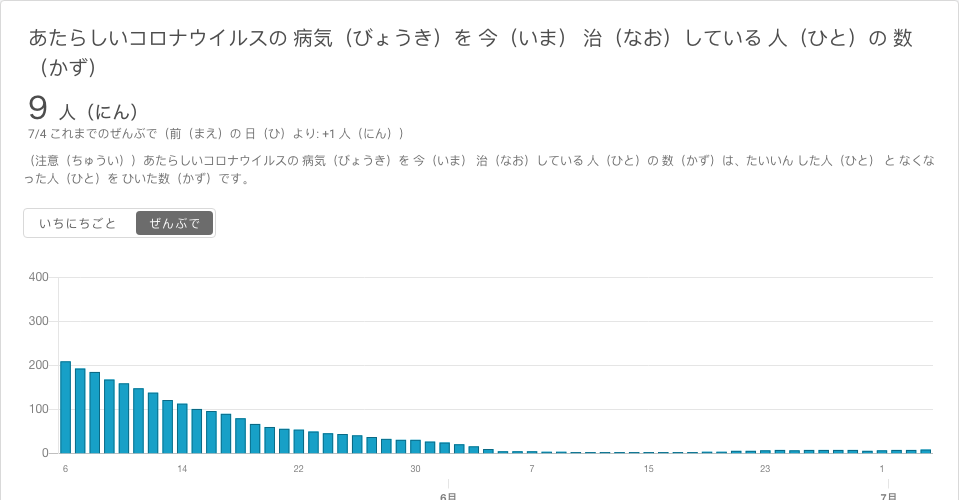 あたらしいコロナウイルスの 病気（びょうき）を 今（いま） 治（なお）している 人（ひと）の 数
（かず）
9 人（にん）
7/4 これまでのぜんぶで（前（まえ）の 日（ひ）より: +1 人（にん））
（注意（ちゅうい））あたらしいコロナウイルスの 病気（びょうき）を 今（いま） 治（なお）している 人（ひと）の 数（かず）は、たいいん した人（ひと） と なくな
った人（ひと）を ひいた数（かず）です。
いちにちごと ぜんぶで
400
300
200
100
0
6 14 22 30 7 15 23 1
6月 7月